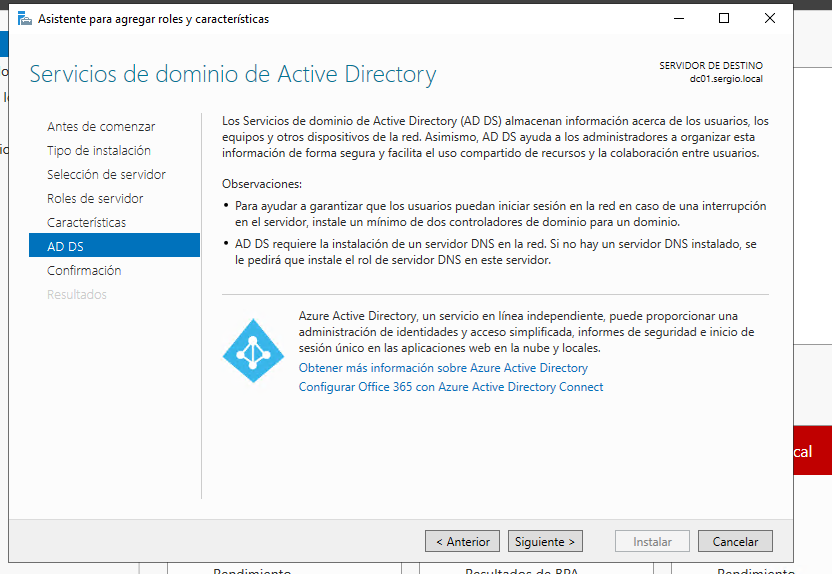 Asistente para agregar roles y características
Servicios de dominio de Active Directory
SERVIDOR DE DESTINO
dc01.sergio.local
Antes de comenzar
Tipo de instalación
Selección de servidor
Roles de servidor
Características
AD DS
Confirmación
Resultados
Los Servicios de dominio de Active Directory (AD DS) almacenan información acerca de los usuarios, los
equipos y otros dispositivos de la red. Asimismo, AD DS ayuda a los administradores a organizar esta
información de forma segura y facilita el uso compartido de recursos y la colaboración entre usuarios.
Observaciones:
• Para ayudar a garantizar que los usuarios puedan iniciar sesión en la red en caso de una interrupción
en el servidor, instale un mínimo de dos controladores de dominio para un dominio.
• AD DS requiere la instalación de un servidor DNS en la red. Si no hay un servidor DNS instalado, se
le pedirá que instale el rol de servidor DNS en este servidor.
Azure Active Directory, un servicio en línea independiente, puede proporcionar una
administración de identidades y acceso simplificada, informes de seguridad e inicio de
sesión único en las aplicaciones web en la nube y locales.
Obtener más información sobre Azure Active Directory
Configurar Office 365 con Azure Active Directory Connect
cal
< Anterior
Siguiente >
Instalar
Cancelar
Rendimiento
Resultados de BPA
Rendimiento